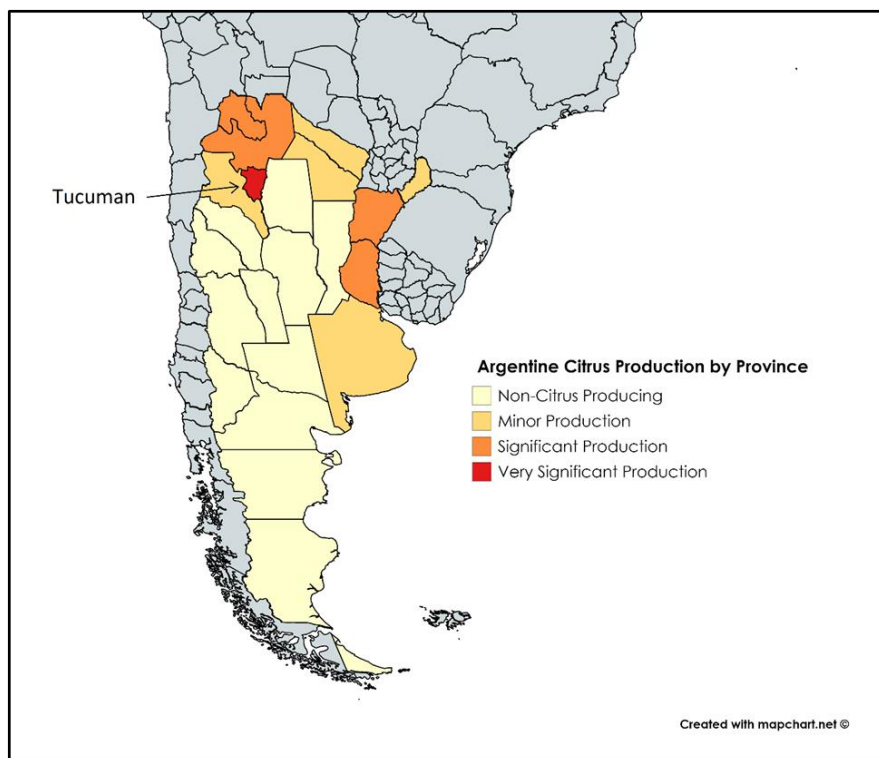 Tucuman
Argentine Citrus Production by Province
Non-Citrus Producing
Minor Production
Significant Production
Very Significant Production
Created with mapchart.net ©